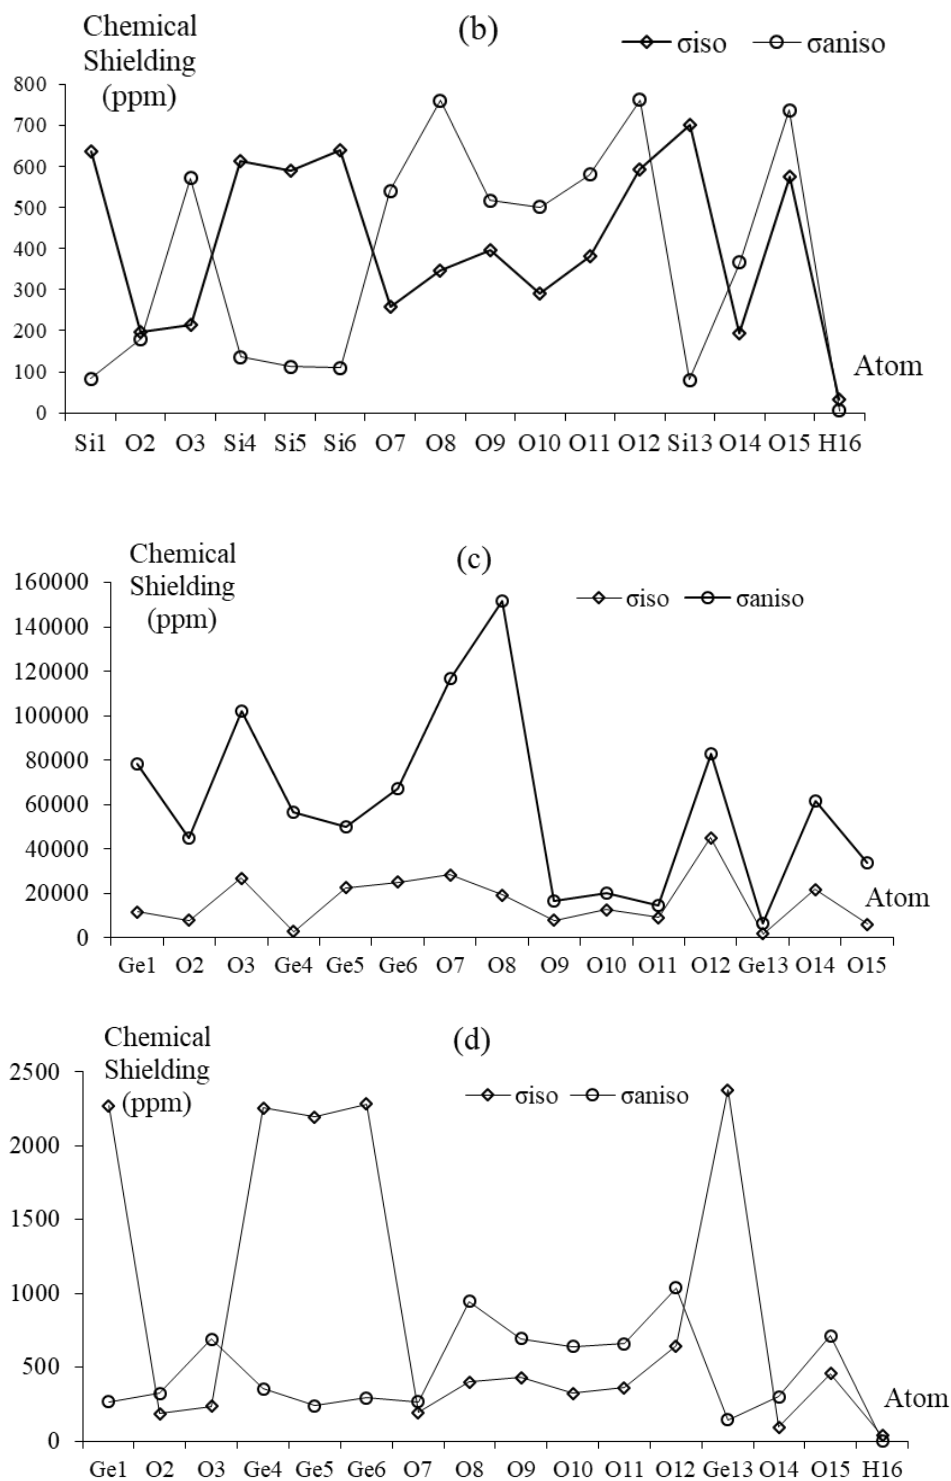 Chemical
Shielding
(ppm)
(b)
σiso σaniso
800
700
600
500
400
300
200
100
0
Atom
Si1 O2 O3 Si4 Si5 Si6 O7 O8 O9 O10 O11 O12 Si13 O14 O15 H16
Chemical
Shielding
(ppm)
(c)
σiso σaniso
160000
140000
120000
100000
80000
60000
40000
20000
0
Atom
Ge1 O2 O3 Ge4 Ge5 Ge6 O7 O8 O9 O10 O11 O12 Ge13 O14 O15
Chemical
Shielding
(ppm)
(d)
σiso σaniso
2500
2000
1500
1000
500
0
Atom
Ge1 O2 O3 Ge4 Ge5 Ge6 O7 O8 O9 O10 O11 O12 Ge13 O14 O15 H16